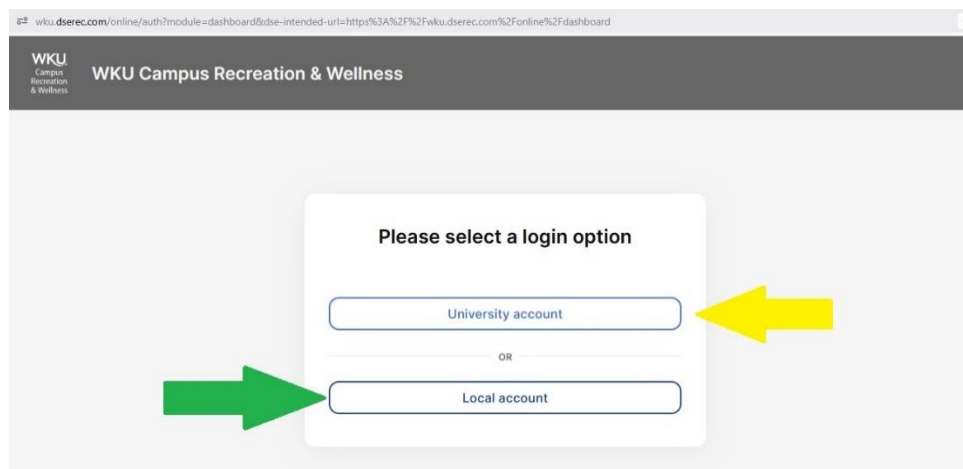 wku.dserec.com/online/auth?module=dashboard&dse-intended-url=https%3A%2F%2Fwku.dserec.com%2Fonline%2Fdashboard
WKU
Campus
Recreation
& Wellness
WKU Campus Recreation & Wellness
Please select a login option
University account
OR
Local account